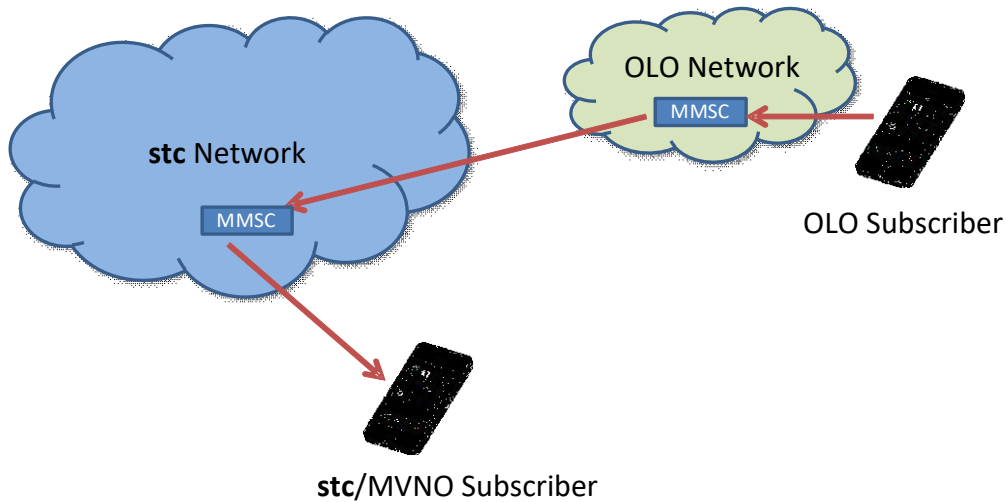 OLO Network
MMSC
stc Network
MMSC
OLO Subscriber
stc/MVNO Subscriber